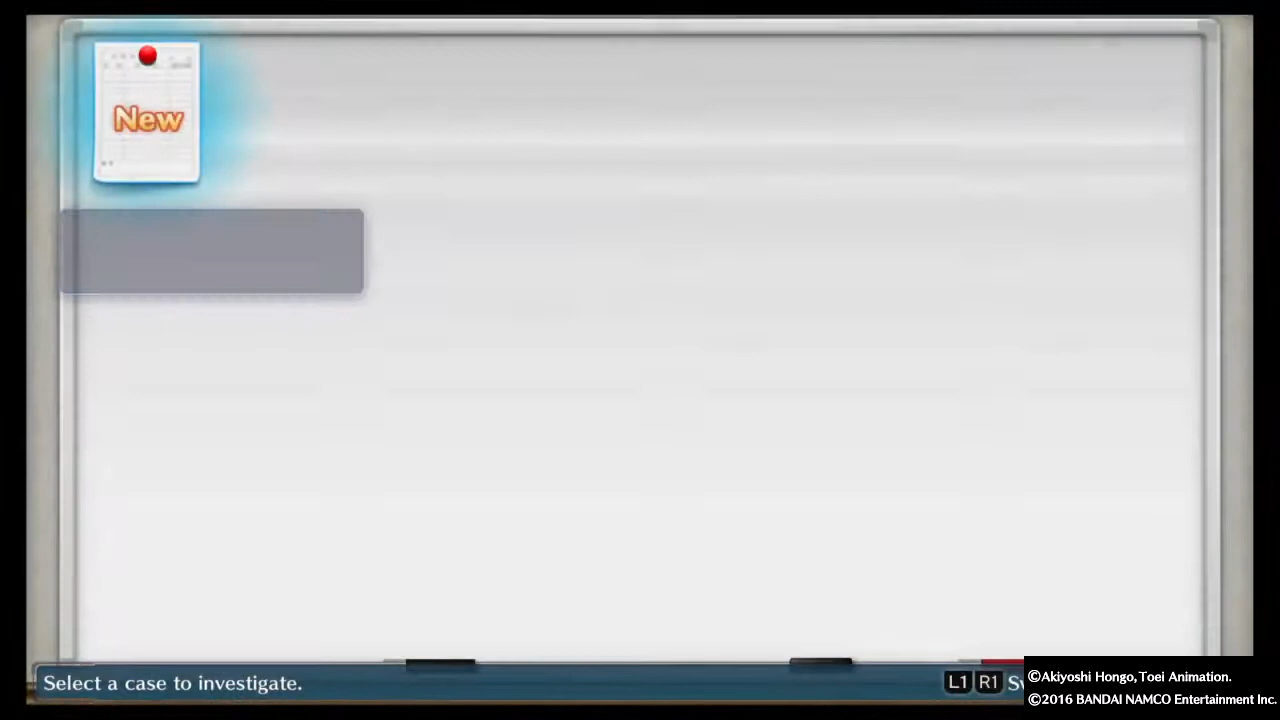 New
Select a case to investigate.
L1 R1
©Akiyoshi Hongo, Toei Animation.
©2016 BANDAI NAMCO Entertainment Inc.